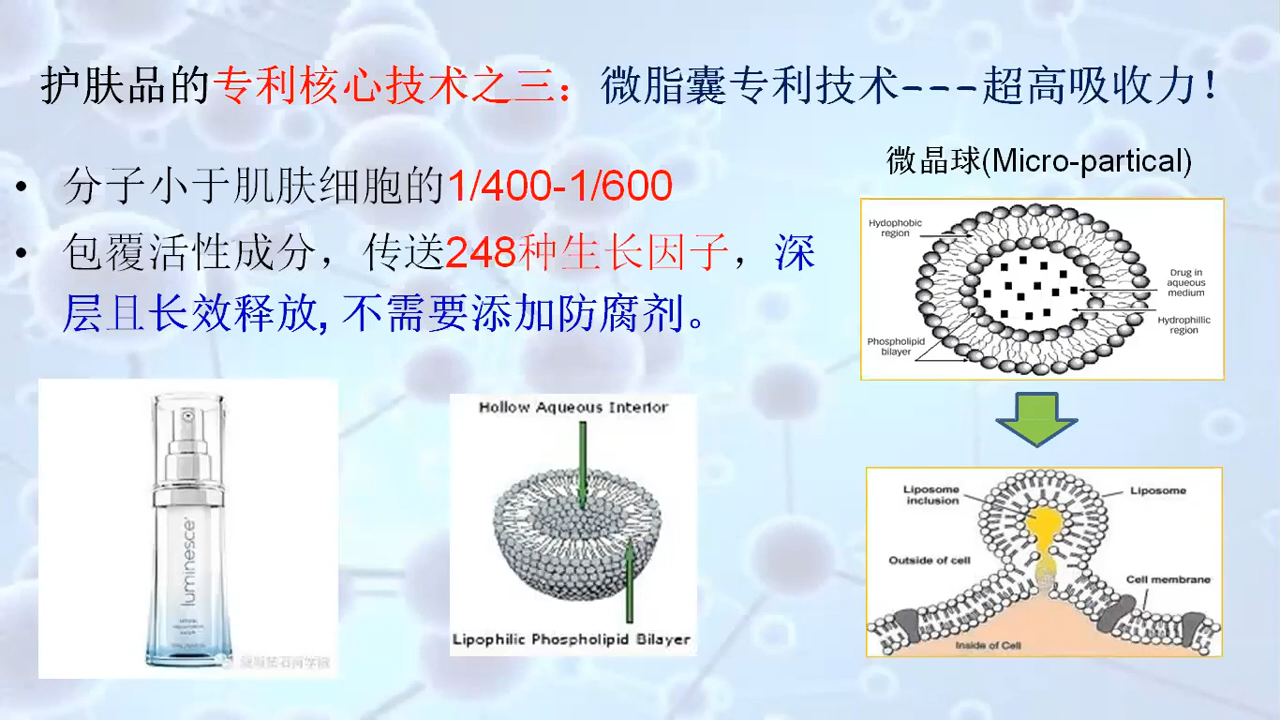 护肤品的专利核心技术之三：微脂囊专利技术---超高吸收力！
• 分子小于肌肤细胞的1/400-1/600
• 包覆活性成分，传送248种生长因子，深
层且长效释放, 不需要添加防腐剂。
微晶球(Micro-partical)
Hydophobic
region
Drug in
aqueous
medium
Hydrophillic
region
Phospholipid
bilayer
luminesce
Hollow Aqueous Interior
Lipophilic Phospholipid Bilayer
Liposome
inclusion
Liposome
Outside of cell
Cell membrane
Inside of Cell